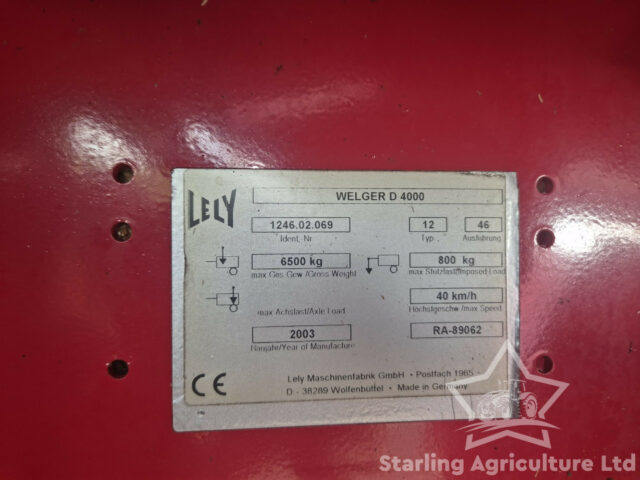 LELY
WELGER D 4000
1246.02.069 12 46
Ident. Nr. Typ. Ausführung
6500 kg 800 kg
max Ges.Gew./Gross Weight max Stützlast/Imposed Load
40 km/h
max Achslast/Axle Load Höchstgeschw./max Speed
2003 RA-89062
Baujahr/Year of Manufacture
Lely Maschinenfabrik GmbH • Postfach 1965 •
D - 38289 Wolfenbüttel • Made in Germany
CE
Starling Agriculture Ltd